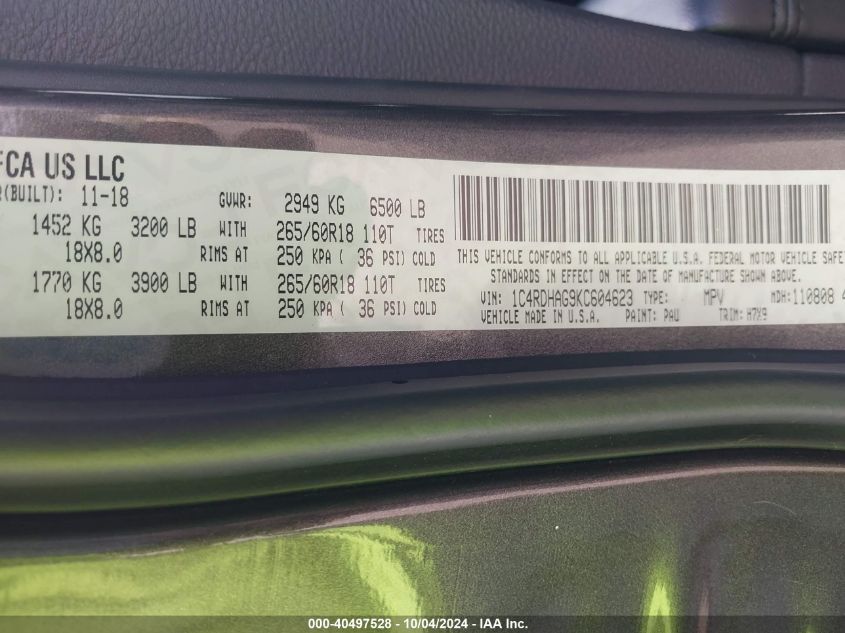 FCA US LLC
R(BUILT): 11-18 GVWR: 2949 KG 6500 LB
1452 KG 3200 LB WITH 265/60R18 110T TIRES
18X8.0 RIMS AT 250 KPA ( 36 PSI) COLD
1770 KG 3900 LB WITH 265/60R18 110T TIRES
18X8.0 RIMS AT 250 KPA ( 36 PSI) COLD
THIS VEHICLE CONFORMS TO ALL APPLICABLE U.S.A. FEDERAL MOTOR VEHICLE SAFE
STANDARDS IN EFFECT ON THE DATE OF MANUFACTURE SHOWN ABOVE.
VIN: 1C4RDHAG9KC604623 TYPE: MPV MDH: 110808 4
VEHICLE MADE IN U.S.A. PAINT: PAU TRIM: H7X9
000-40497528 - 10/04/2024 - IAA Inc.